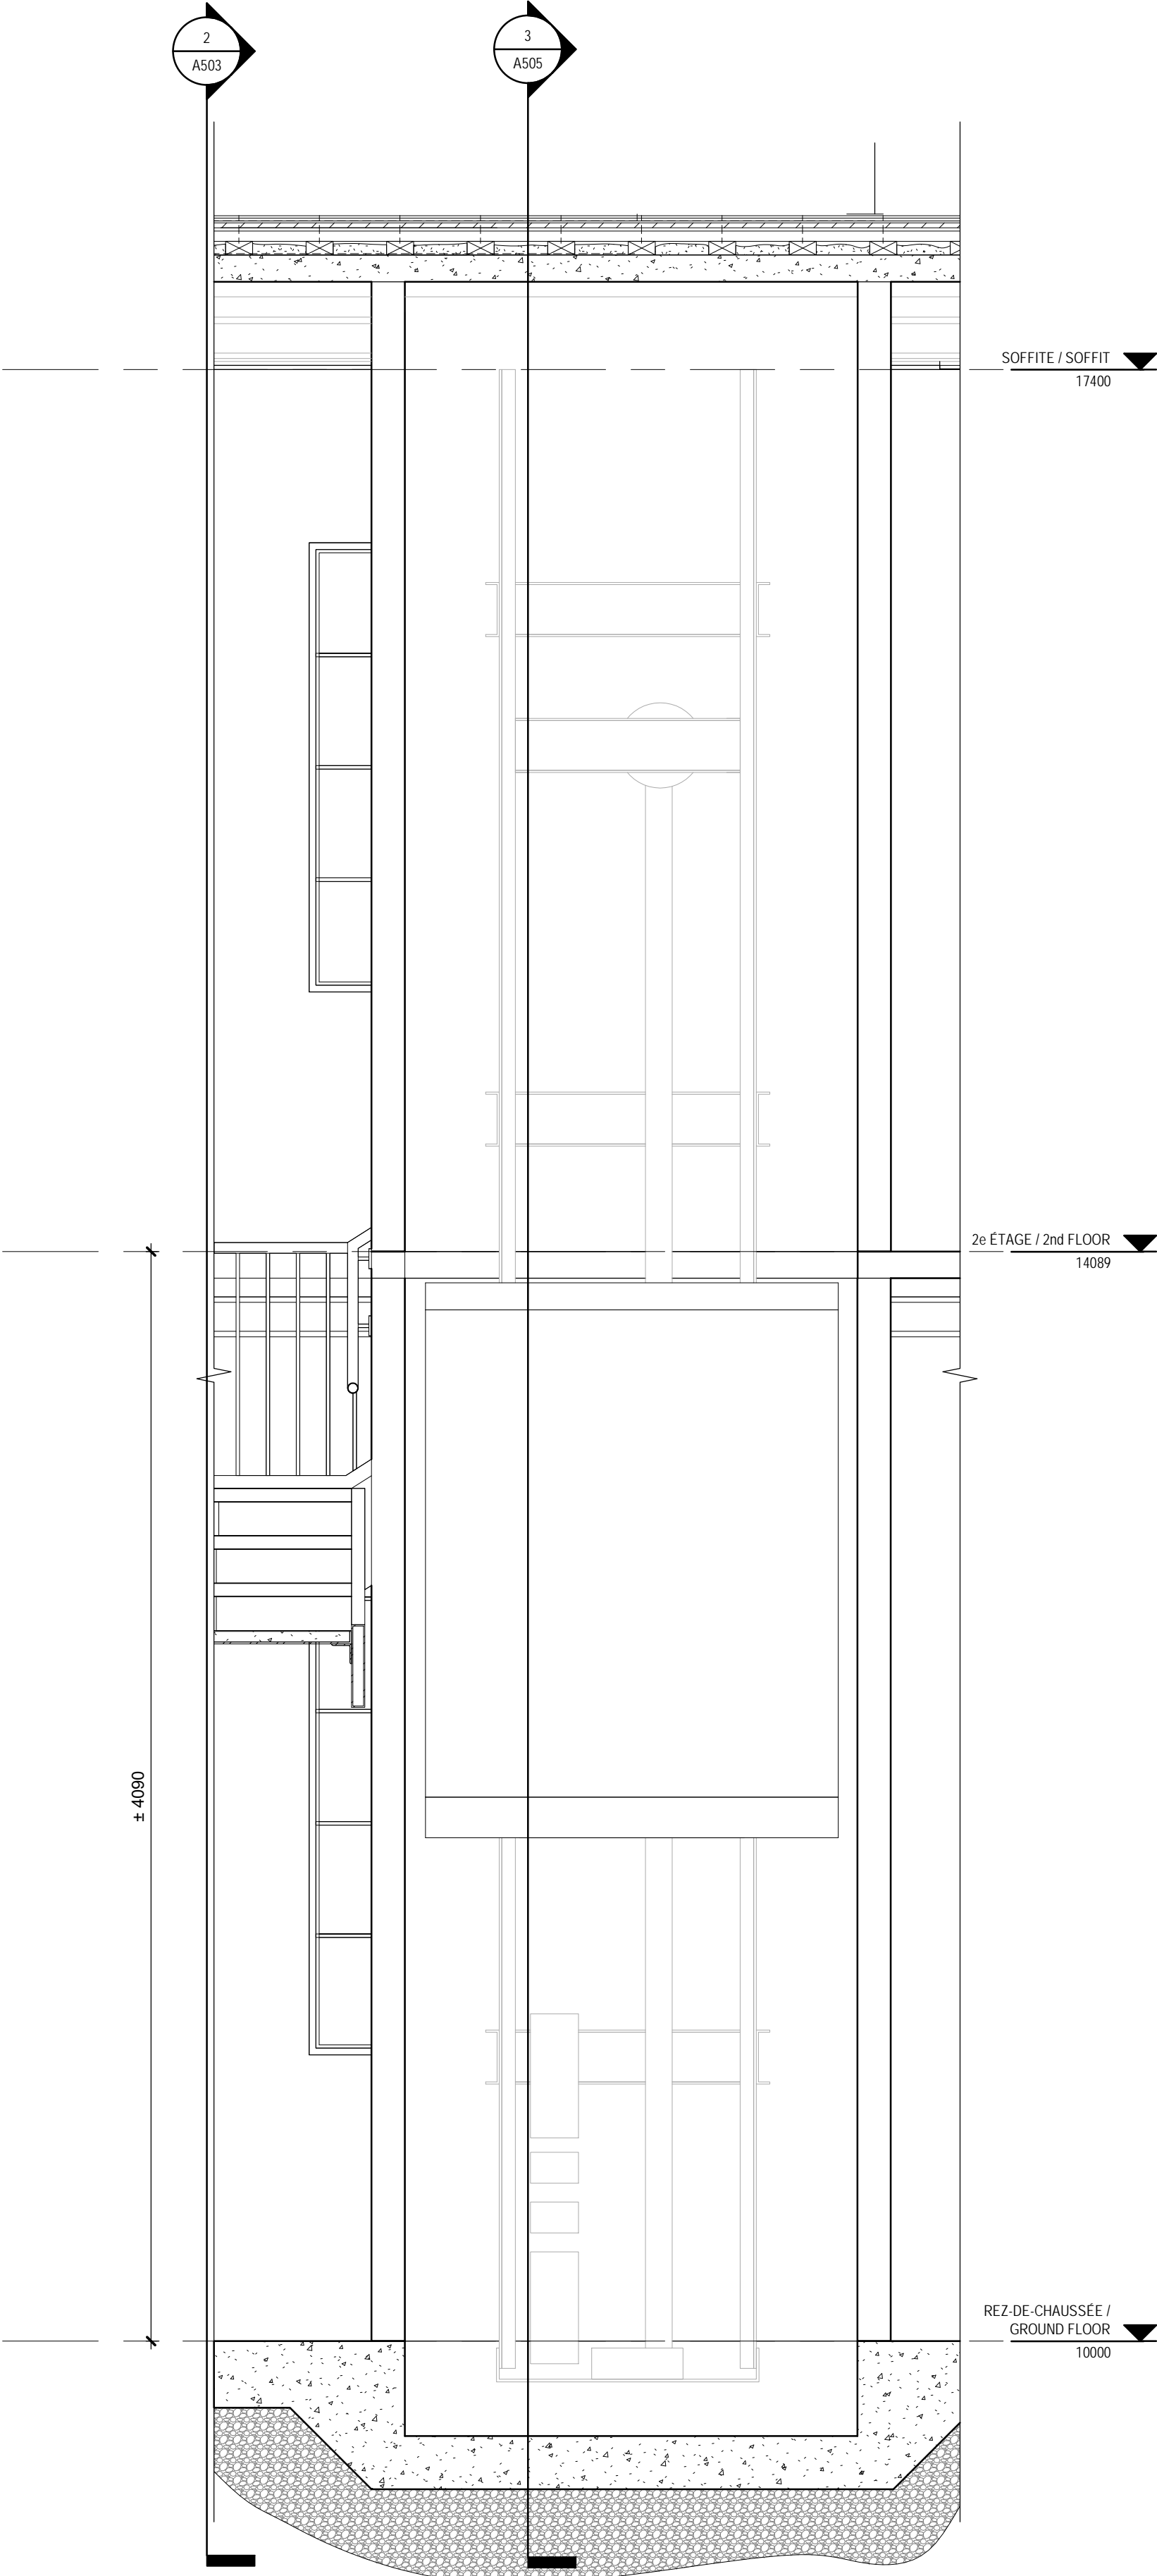 2
A503
3
A505
SOFFITE / SOFFIT
17400
2e ÉTAGE / 2nd FLOOR
14089
± 4090
REZ-DE-CHAUSSÉE /
GROUND FLOOR
10000